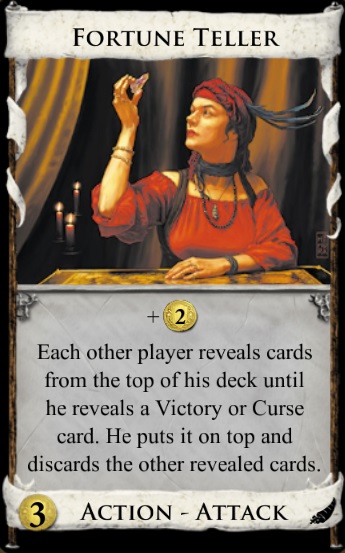 Fortune Teller
+ 2
Each other player reveals cards
from the top of his deck until
he reveals a Victory or Curse
card. He puts it on top and
discards the other revealed cards.
3 Action - Attack